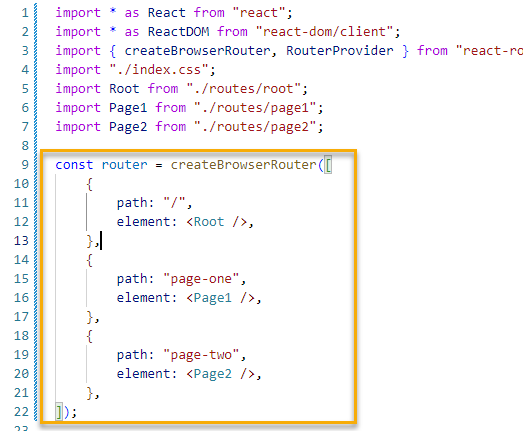 1 import * as React from "react";
2 import * as ReactDOM from "react-dom/client";
3 import { createBrowserRouter, RouterProvider } from "react-ro
4 import "./index.css";
5 import Root from "./routes/root";
6 import Page1 from "./routes/page1";
7 import Page2 from "./routes/page2";
8
9 const router = createBrowserRouter([
10     {
11         path: "/",
12         element: <Root />,
13     },
14     {
15         path: "page-one",
16         element: <Page1 />,
17     },
18     {
19         path: "page-two",
20         element: <Page2 />,
21     },
22 ]);
23